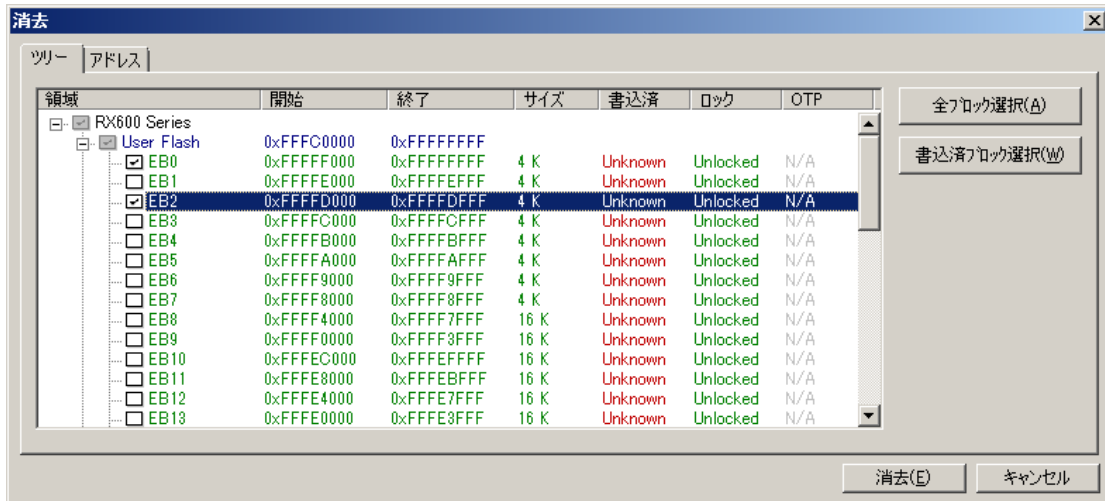 消去
ツリー アドレス
領域 開始 終了 サイズ 書込済 ロック OTP
RX600 Series
User Flash 0xFFFC0000 0xFFFFFFFFF
EB0 0xFFFFF000 0xFFFFFFFF 4 K Unknown Unlocked N/A
EB1 0xFFFFE000 0xFFFFEFFF 4 K Unknown Unlocked N/A
EB2 0xFFFFD000 0xFFFFDFFF 4 K Unknown Unlocked N/A
EB3 0xFFFFC000 0xFFFFCFFF 4 K Unknown Unlocked N/A
EB4 0xFFFFB000 0xFFFFBFFF 4 K Unknown Unlocked N/A
EB5 0xFFFFA000 0xFFFFAFFF 4 K Unknown Unlocked N/A
EB6 0xFFFF9000 0xFFFF9FFF 4 K Unknown Unlocked N/A
EB7 0xFFFF8000 0xFFFF8FFF 4 K Unknown Unlocked N/A
EB8 0xFFFF4000 0xFFFF7FFF 16 K Unknown Unlocked N/A
EB9 0xFFFF0000 0xFFFF3FFF 16 K Unknown Unlocked N/A
EB10 0xFFFEC000 0xFFFEFFFF 16 K Unknown Unlocked N/A
EB11 0xFFFE8000 0xFFFEBFFF 16 K Unknown Unlocked N/A
EB12 0xFFFE4000 0xFFFE7FFF 16 K Unknown Unlocked N/A
EB13 0xFFFE0000 0xFFFE3FFF 16 K Unknown Unlocked N/A
全ブロック選択(A)
書込済ブロック選択(W)
消去(E) キャンセル